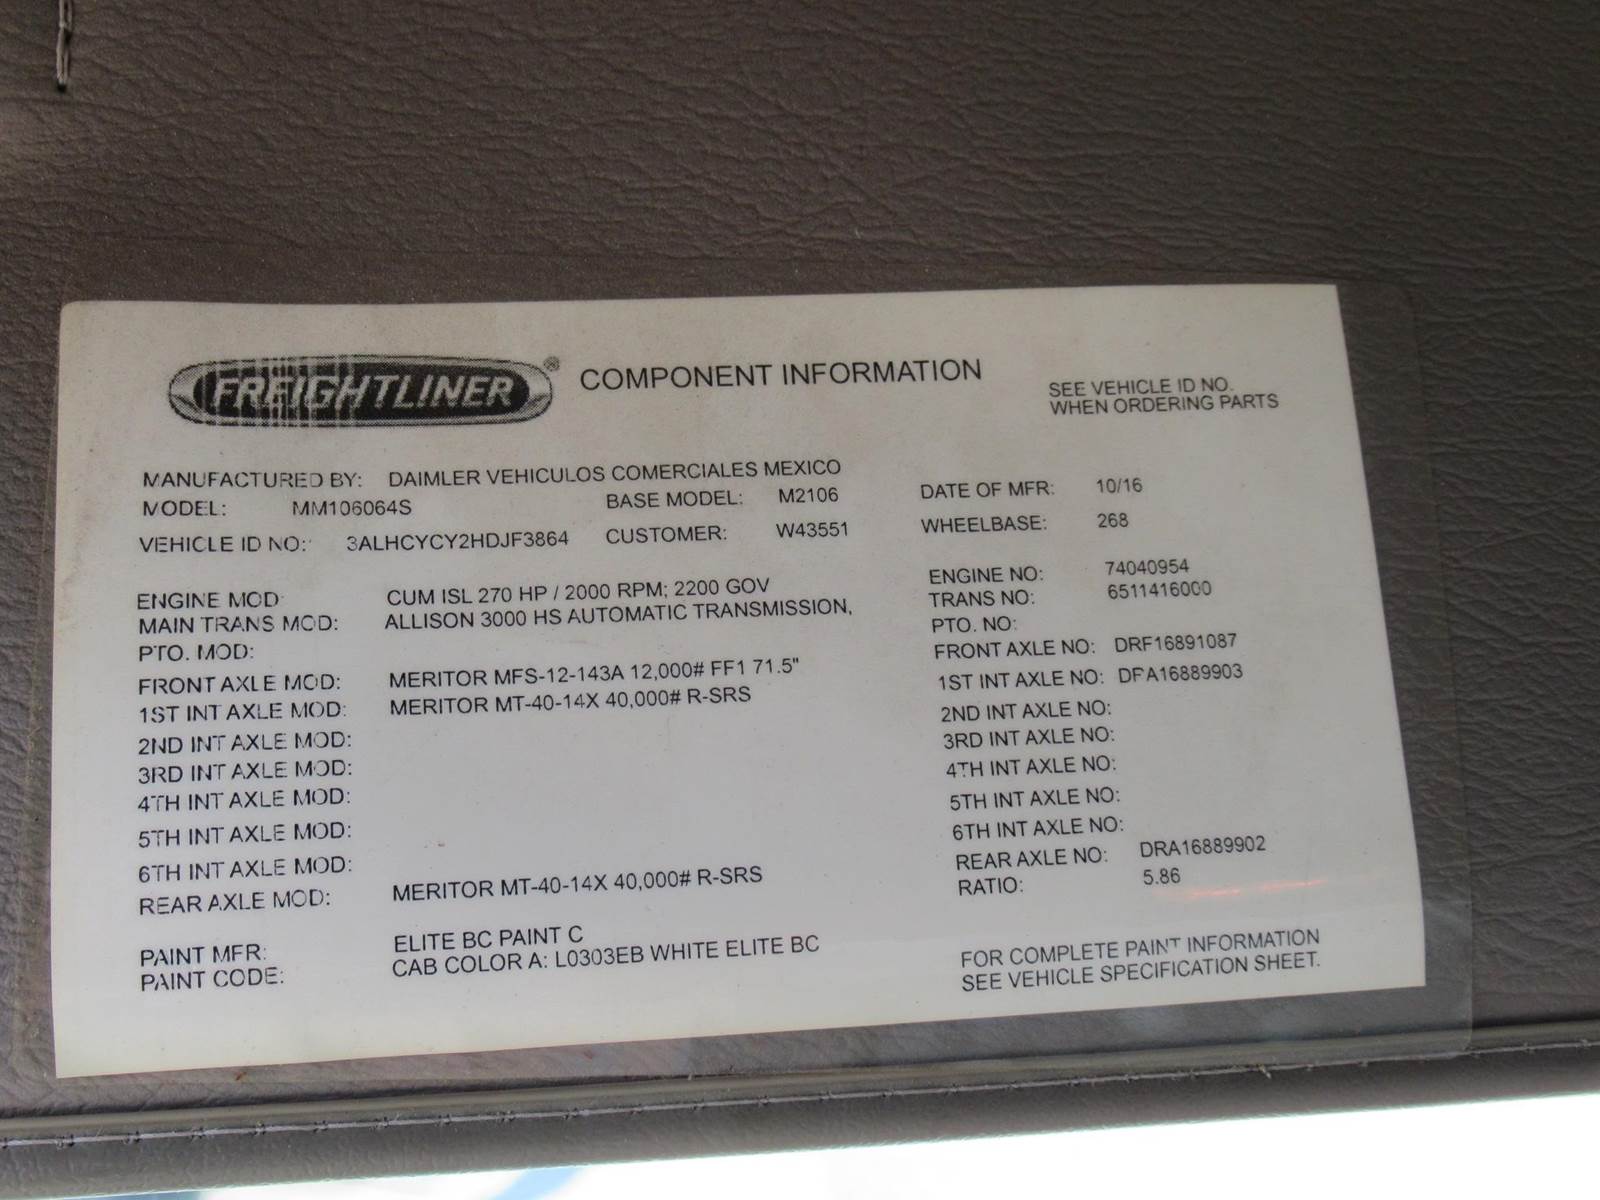 FREIGHTLINER® COMPONENT INFORMATION
SEE VEHICLE ID NO.
WHEN ORDERING PARTS
MANUFACTURED BY: DAIMLER VEHICULOS COMERCIALES MEXICO
MODEL: MM106064S BASE MODEL: M2106 DATE OF MFR: 10/16
VEHICLE ID NO: 3ALHCYCY2HDJF3864 CUSTOMER: W43551 WHEELBASE: 268
ENGINE MOD: CUM ISL 270 HP / 2000 RPM; 2200 GOV ENGINE NO: 74040954
MAIN TRANS MOD: ALLISON 3000 HS AUTOMATIC TRANSMISSION, TRANS NO: 6511416000
PTO. MOD: PTO. NO:
FRONT AXLE MOD: MERITOR MFS-12-143A 12,000# FF1 71.5" FRONT AXLE NO: DRF16891087
1ST INT AXLE MOD: MERITOR MT-40-14X 40,000# R-SRS 1ST INT AXLE NO: DFA16889903
2ND INT AXLE MOD: 2ND INT AXLE NO:
3RD INT AXLE MOD: 3RD INT AXLE NO:
4TH INT AXLE MOD: 4TH INT AXLE NO:
5TH INT AXLE MOD: 5TH INT AXLE NO:
6TH INT AXLE MOD: 6TH INT AXLE NO:
REAR AXLE MOD: MERITOR MT-40-14X 40,000# R-SRS REAR AXLE NO: DRA16889902
RATIO: 5.86
PAINT MFR: ELITE BC PAINT C
PAINT CODE: CAB COLOR A: L0303EB WHITE ELITE BC
FOR COMPLETE PAINT INFORMATION
SEE VEHICLE SPECIFICATION SHEET.